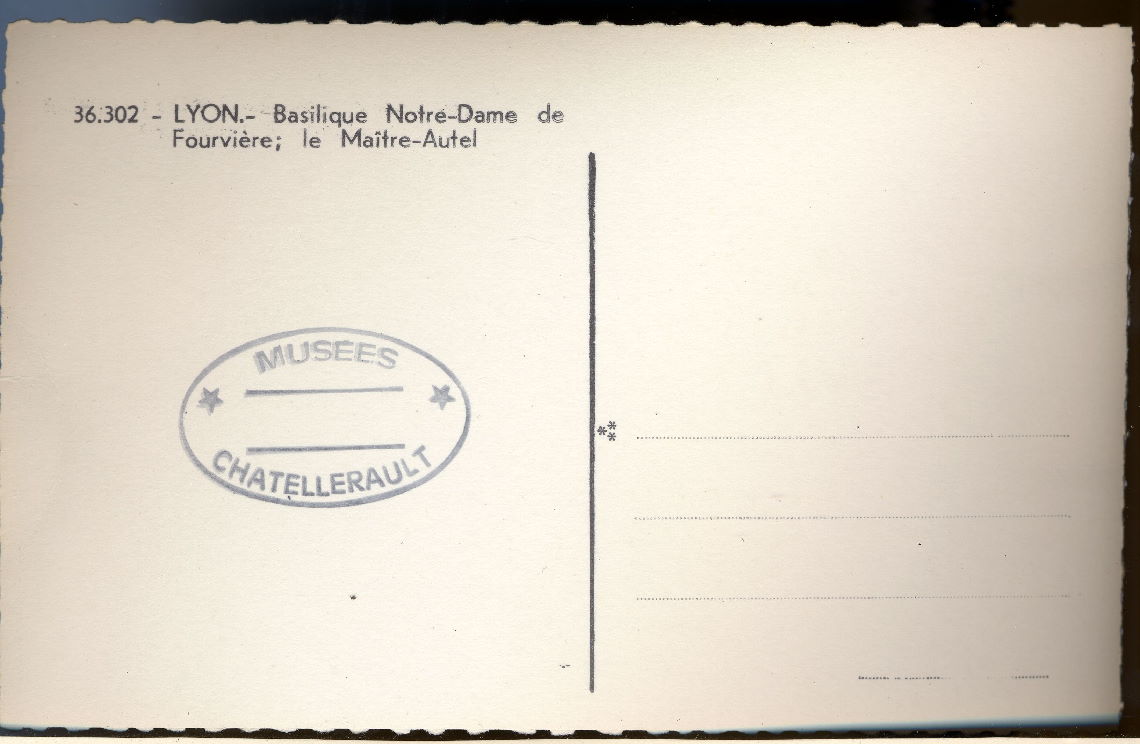 36.302 - LYON.- Basilique Notre-Dame de
Fourvière; le Maître-Autel
MUSEES
CHATELLERAULT